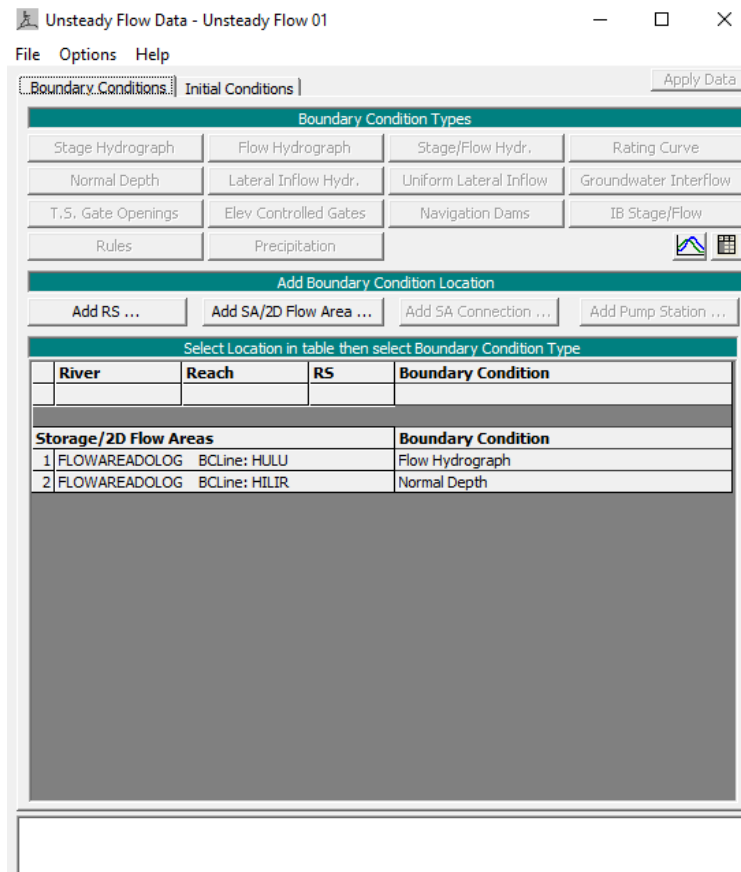 Unsteady Flow Data - Unsteady Flow 01
File Options Help
Boundary Conditions Initial Conditions Apply Data
Boundary Condition Types
Stage Hydrograph Flow Hydrograph Stage/Flow Hydr. Rating Curve
Normal Depth Lateral Inflow Hydr. Uniform Lateral Inflow Groundwater Interflow
T.S. Gate Openings Elev Controlled Gates Navigation Dams IB Stage/Flow
Rules Precipitation
Add Boundary Condition Location
Add RS ... Add SA/2D Flow Area ... Add SA Connection ... Add Pump Station ...
Select Location in table then select Boundary Condition Type
River Reach RS Boundary Condition
Storage/2D Flow Areas Boundary Condition
1 FLOWAREADOLOG BCLine: HULU Flow Hydrograph
2 FLOWAREADOLOG BCLine: HILIR Normal Depth